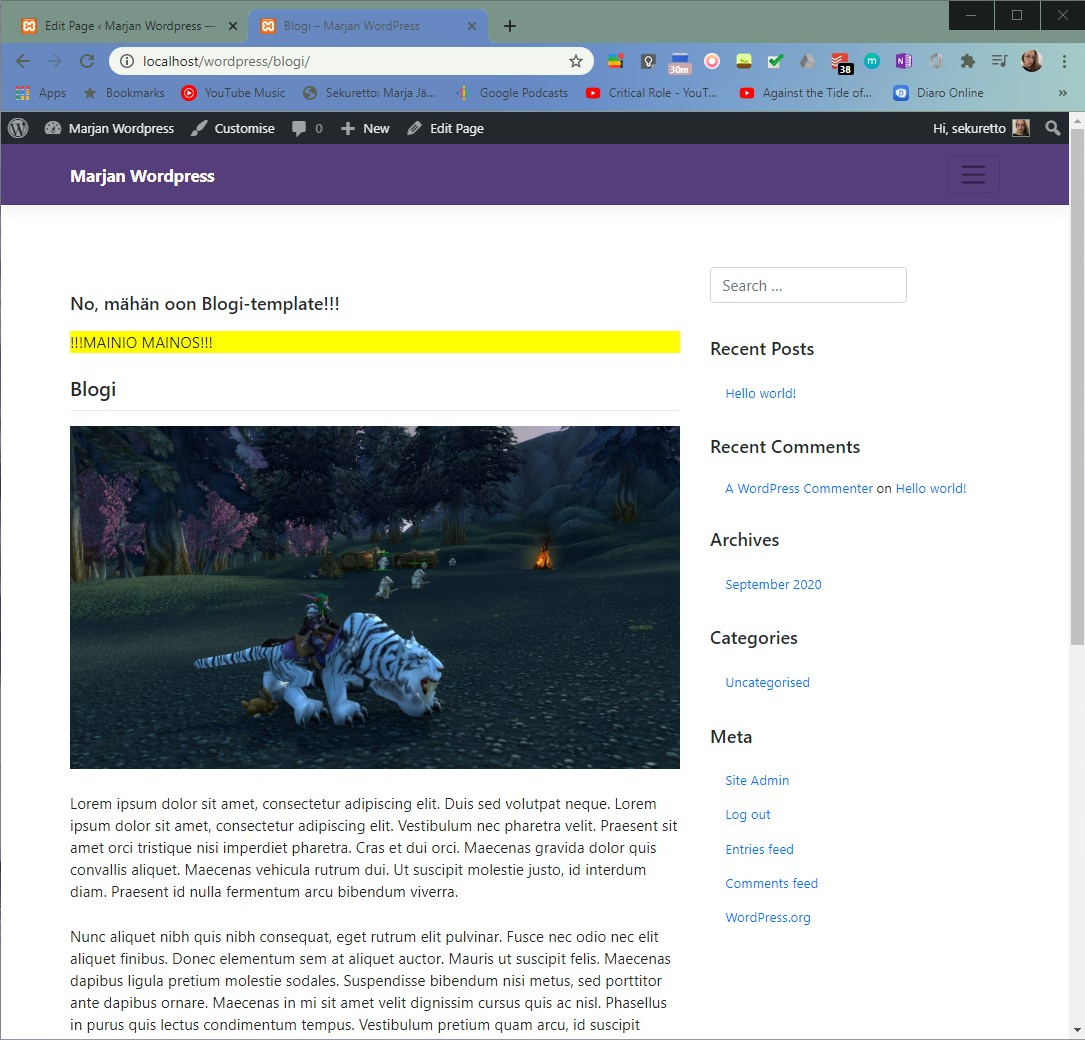 Edit Page ‹ Marjan Wordpress —
Blogi – Marjan WordPress
localhost/wordpress/blogi/
30m
38
m
Apps
Bookmarks
YouTube Music
Sekuretto: Marja Jä...
Google Podcasts
Critical Role - YouT...
Against the Tide of...
Diaro Online
»
Marjan Wordpress
Customise
0
New
Edit Page
Hi, sekuretto
Marjan Wordpress
No, mähän oon Blogi-template!!!
!!!MAINIO MAINOS!!!
Blogi
Lorem ipsum dolor sit amet, consectetur adipiscing elit. Duis sed volutpat neque. Lorem
ipsum dolor sit amet, consectetur adipiscing elit. Vestibulum nec pharetra velit. Praesent sit
amet orci tristique nisi imperdiet pharetra. Cras et dui orci. Maecenas gravida dolor quis
convallis aliquet. Maecenas vehicula rutrum dui. Ut suscipit molestie justo, id interdum
diam. Praesent id nulla fermentum arcu bibendum viverra.
Nunc aliquet nibh quis nibh consequat, eget rutrum elit pulvinar. Fusce nec odio nec elit
aliquet finibus. Donec elementum sem at aliquet auctor. Mauris ut suscipit felis. Maecenas
dapibus ligula pretium molestie sodales. Suspendisse bibendum nisi metus, sed porttitor
ante dapibus ornare. Maecenas in mi sit amet velit dignissim cursus quis ac nisl. Phasellus
in purus quis lectus condimentum tempus. Vestibulum pretium quam arcu, id suscipit
Search …
Recent Posts
Hello world!
Recent Comments
A WordPress Commenter on Hello world!
Archives
September 2020
Categories
Uncategorised
Meta
Site Admin
Log out
Entries feed
Comments feed
WordPress.org